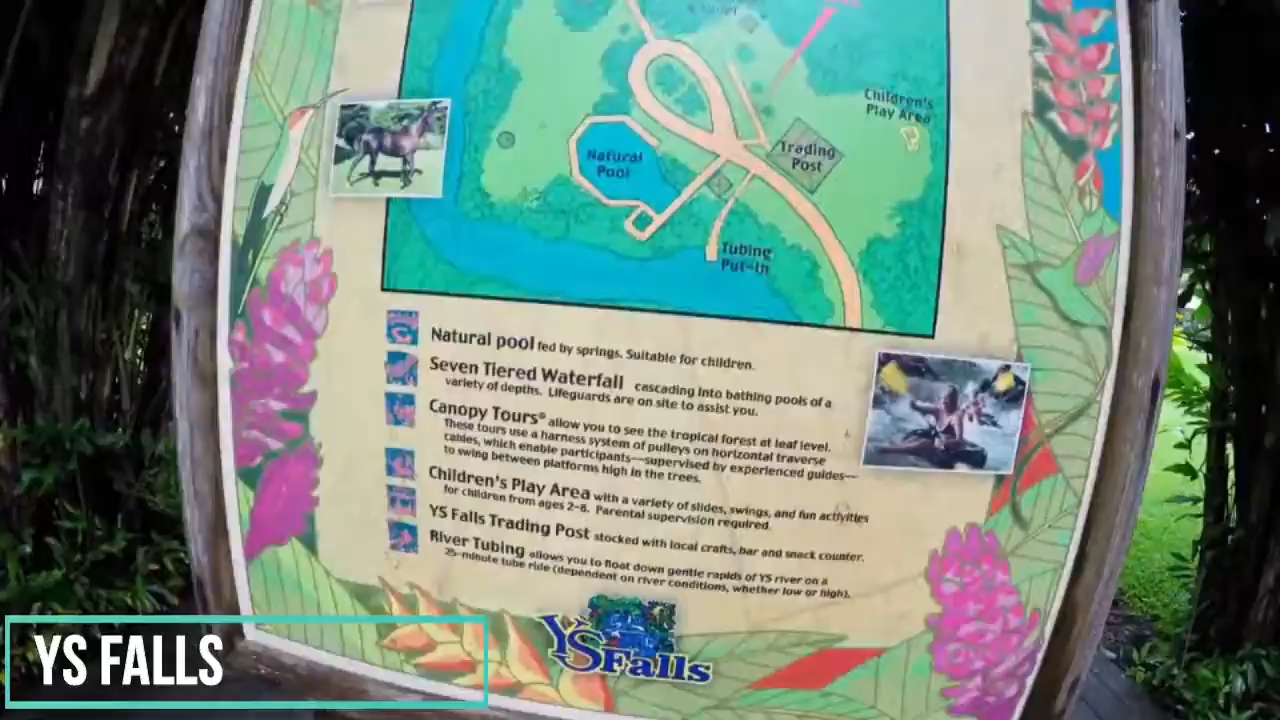 Children's
Play Area
Trading
Post
Natural
Pool
Tubing
Put-in
Natural pool fed by springs. Suitable for children.
Seven Tiered Waterfall cascading into bathing pools of a
variety of depths. Lifeguards are on site to assist you.
Canopy Tours® allow you to see the tropical forest at leaf level.
These tours use a harness system of pulleys on horizontal traverse
cables, which enable participants—supervised by experienced guides—
to swing between platforms high in the trees.
Children's Play Area with a variety of slides, swings, and fun activities
for children from ages 2-8. Parental supervision required.
YS Falls Trading Post stocked with local crafts, bar and snack counter.
River Tubing allows you to float down gentle rapids of YS river on a
25-minute tube ride (dependent on river conditions, whether low or high).
YS Falls
YS FALLS